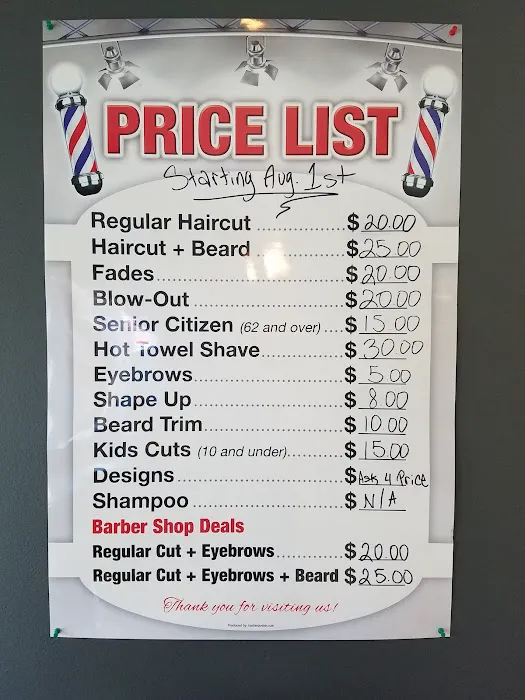 PRICE LIST
Starting Aug. 1st
Regular Haircut ................$ 20.00
Haircut + Beard ................$ 25.00
Fades................................$ 20.00
Blow-Out..........................$ 20.00
Senior Citizen (62 and over)....$ 15.00
Hot Towel Shave...............$ 30.00
Eyebrows..........................$ 5.00
Shape Up..........................$ 8.00
Beard Trim........................$ 10.00
Kids Cuts (10 and under)..........$ 15.00
Designs............................$ Ask 4 Price
Shampoo..........................$ N/A
Barber Shop Deals
Regular Cut + Eyebrows..............$ 20.00
Regular Cut + Eyebrows + Beard $ 25.00
Thank you for visiting us!